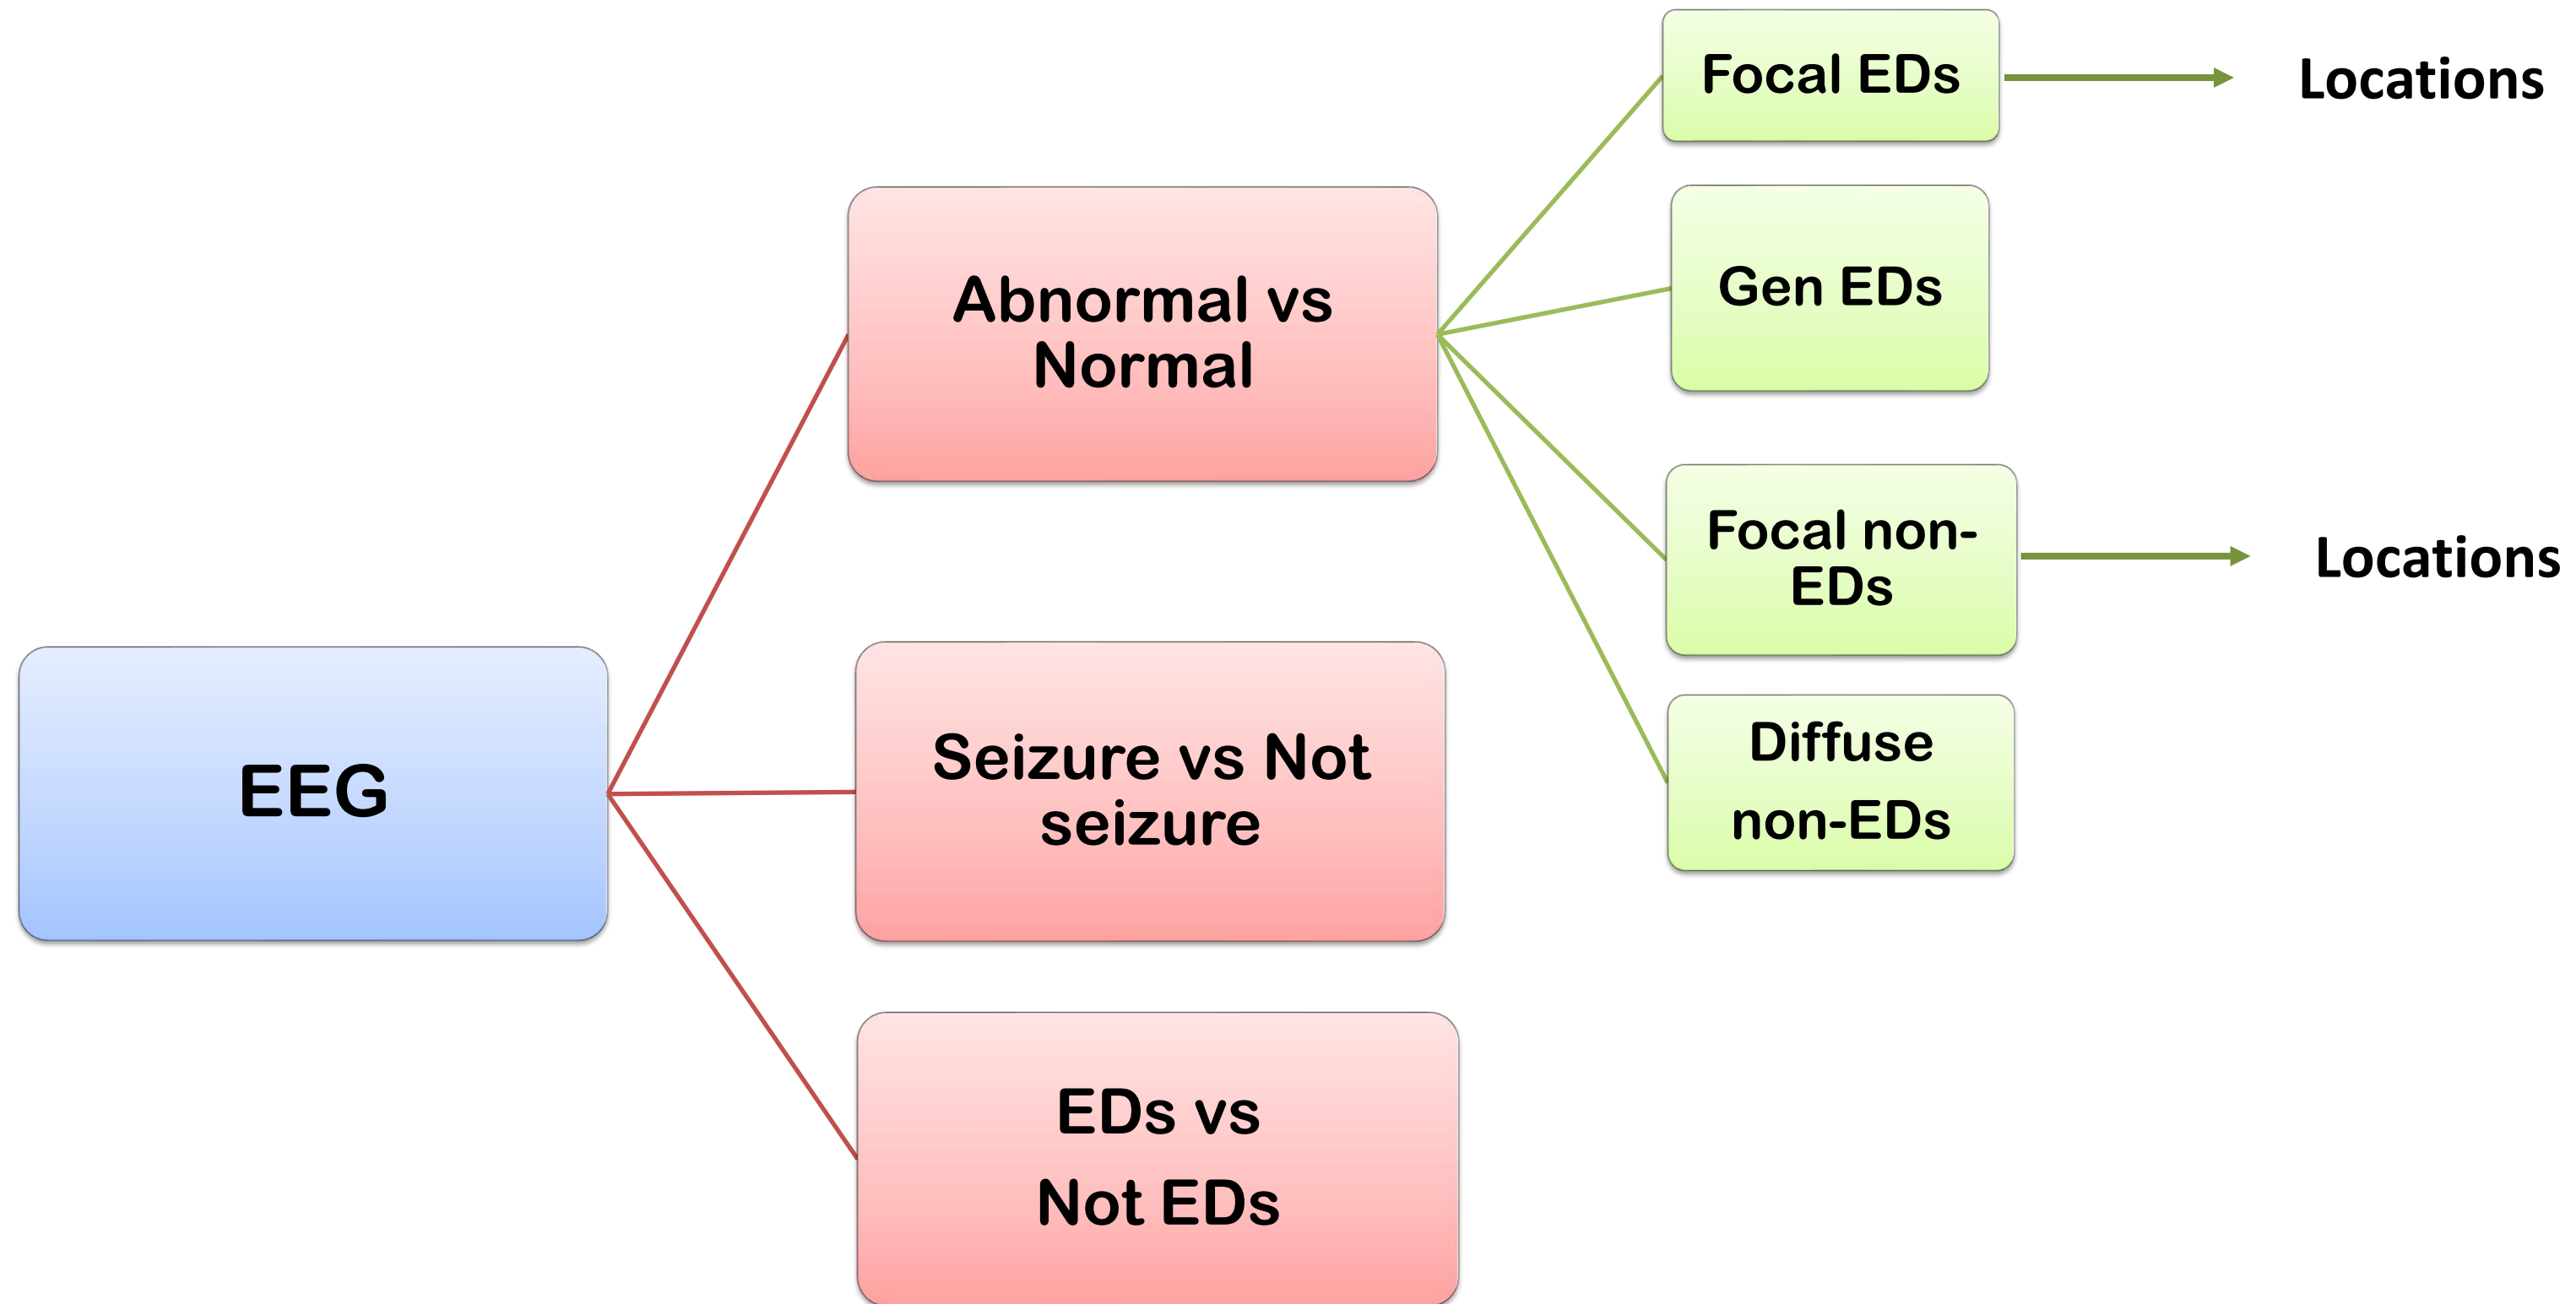 EEG
Abnormal vs
Normal
Seizure vs Not
seizure
EDs vs
Not EDs
Focal EDs
Locations
Gen EDs
Focal non-
EDs
Locations
Diffuse
non-EDs